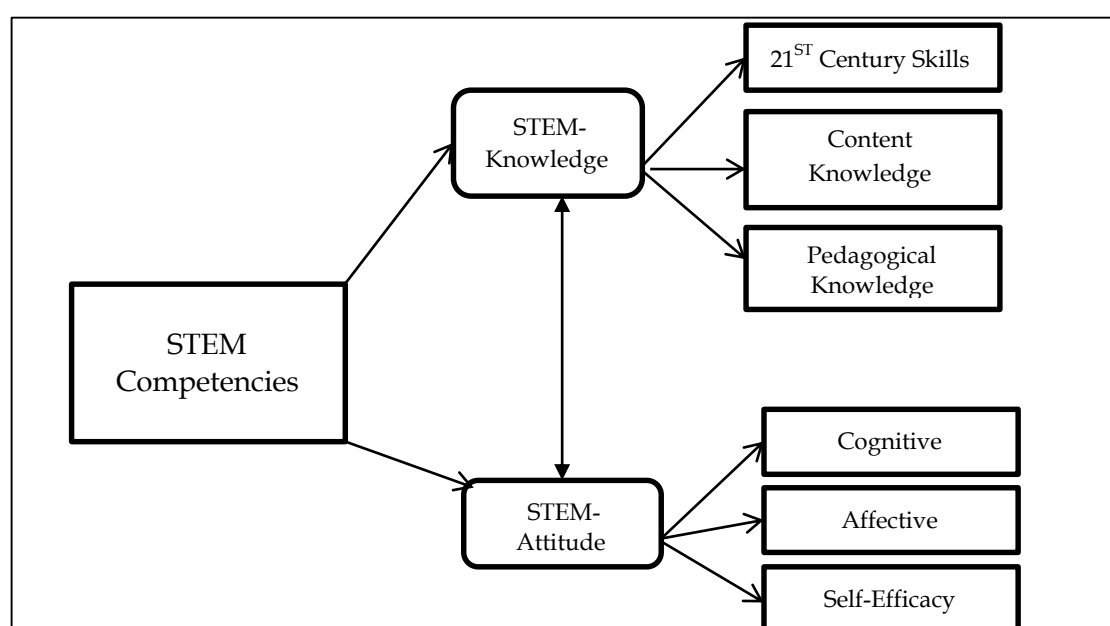 21ST Century Skills
STEM-
Knowledge
Content
Knowledge
Pedagogical
Knowledge
STEM
Competencies
Cognitive
STEM-
Attitude
Affective
Self-Efficacy